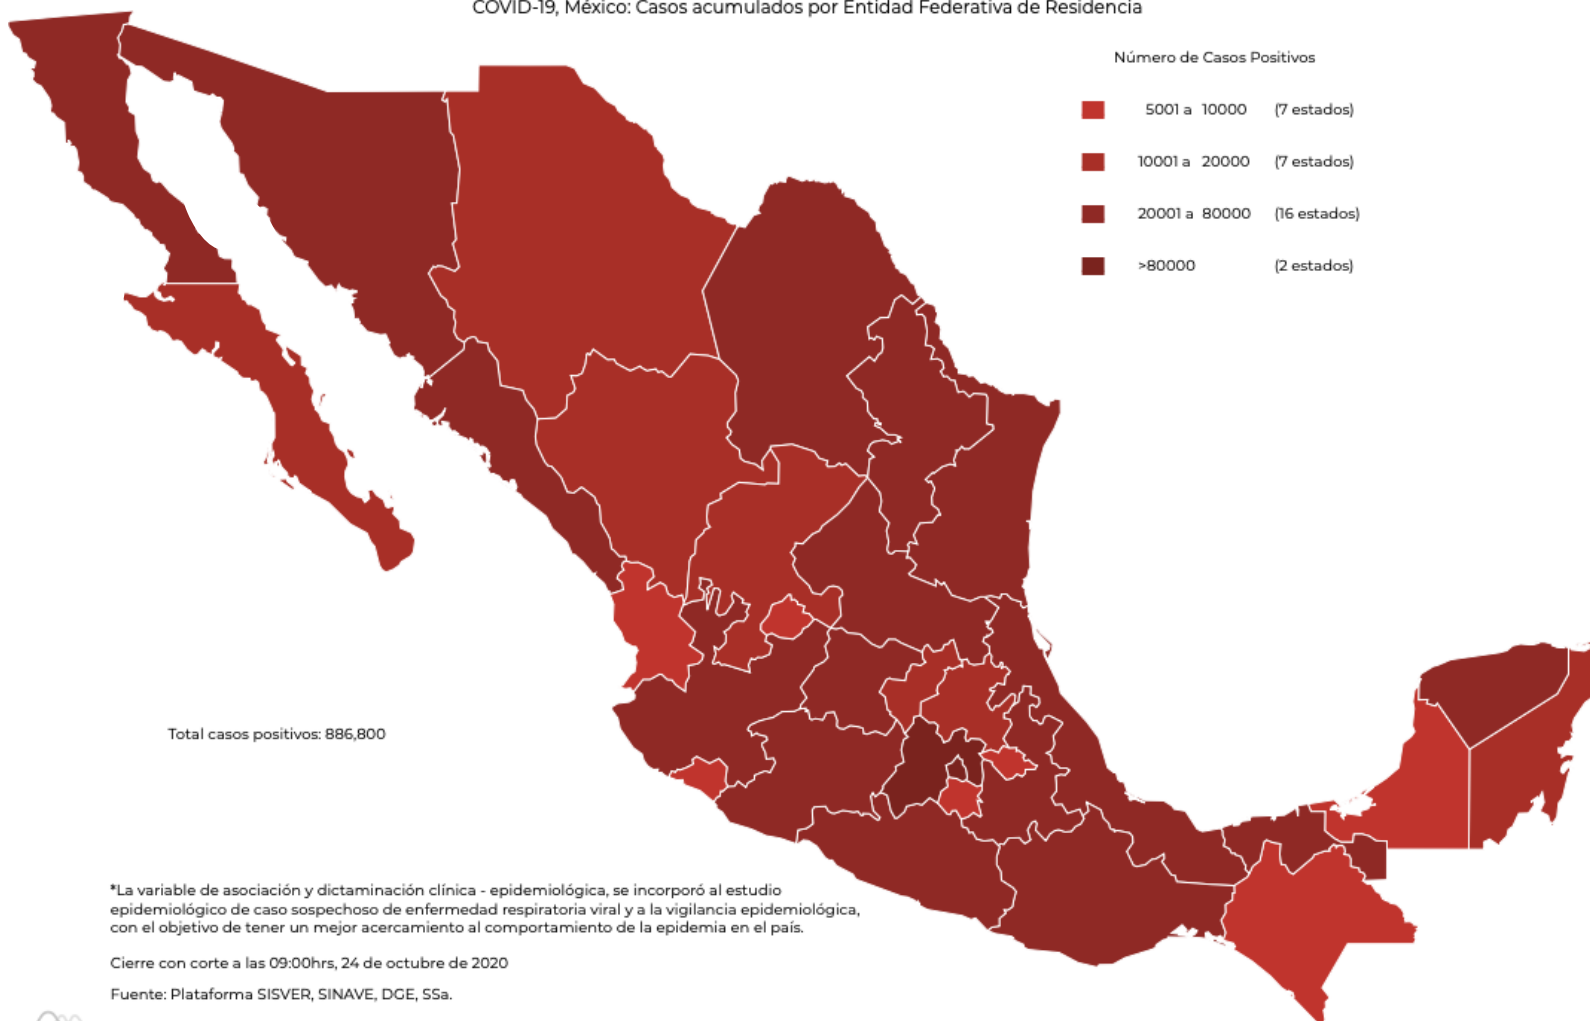 COVID-19, México: Casos acumulados por Entidad Federativa de Residencia
Número de Casos Positivos
5001 a 10000 (7 estados)
10001 a 20000 (7 estados)
20001 a 80000 (16 estados)
>80000 (2 estados)
Total casos positivos: 886,800
*La variable de asociación y dictaminación clínica - epidemiológica, se incorporó al estudio
epidemiológico de caso sospechoso de enfermedad respiratoria viral y a la vigilancia epidemiológica,
con el objetivo de tener un mejor acercamiento al comportamiento de la epidemia en el país.
Cierre con corte a las 09:00hrs, 24 de octubre de 2020
Fuente: Plataforma SISVER, SINAVE, DGE, SSa.